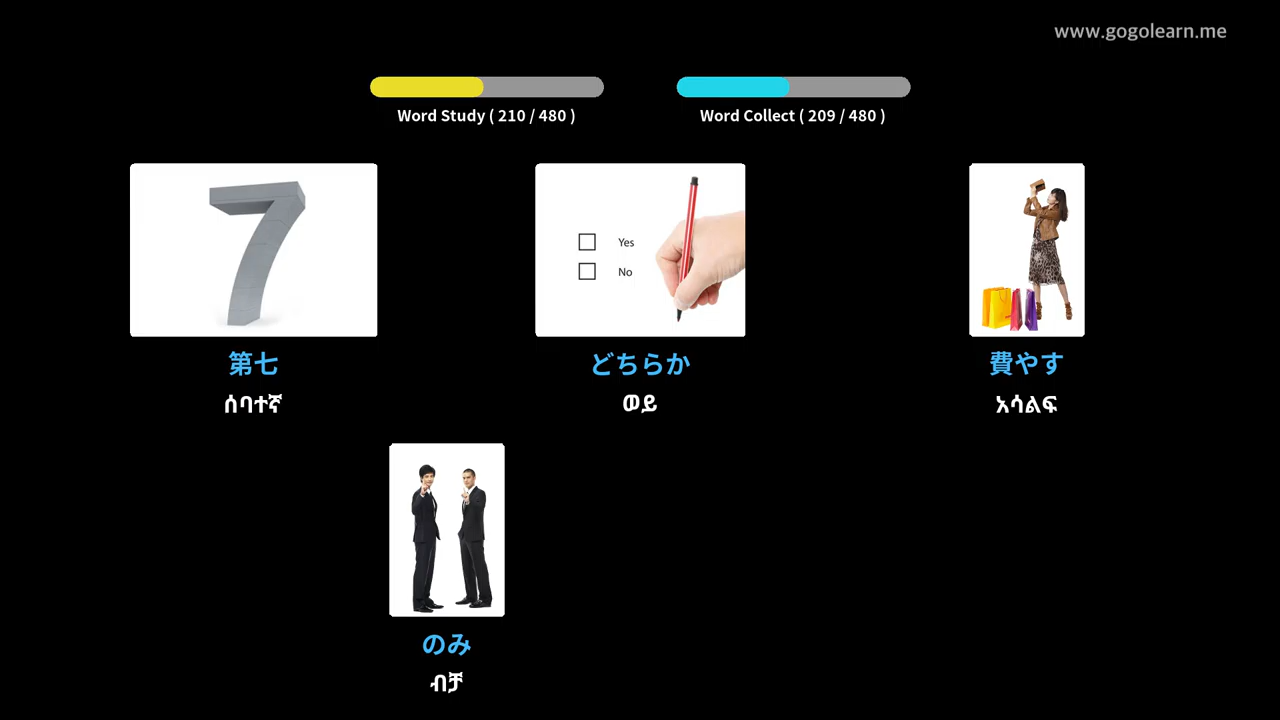 www.gogolearn.me
Word Study ( 210 / 480 )
Word Collect ( 209 / 480 )
Yes
No
第七
どちらか
費やす
ሰባተኛ
ወይ
አሳልፍ
のみ
ብቻ